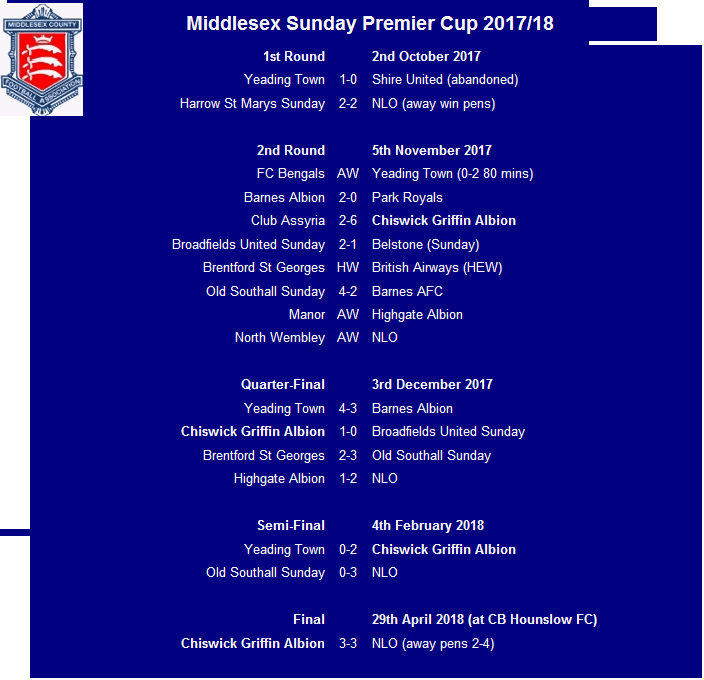 Middlesex Sunday Premier Cup 2017/18
MIDDLESEX COUNTY
FOOTBALL ASSOCIATION
1st Round 2nd October 2017
Yeading Town 1-0 Shire United (abandoned)
Harrow St Marys Sunday 2-2 NLO (away win pens)
2nd Round 5th November 2017
FC Bengals AW Yeading Town (0-2 80 mins)
Barnes Albion 2-0 Park Royals
Club Assyria 2-6 Chiswick Griffin Albion
Broadfields United Sunday 2-1 Belstone (Sunday)
Brentford St Georges HW British Airways (HEW)
Old Southall Sunday 4-2 Barnes AFC
Manor AW Highgate Albion
North Wembley AW NLO
Quarter-Final 3rd December 2017
Yeading Town 4-3 Barnes Albion
Chiswick Griffin Albion 1-0 Broadfields United Sunday
Brentford St Georges 2-3 Old Southall Sunday
Highgate Albion 1-2 NLO
Semi-Final 4th February 2018
Yeading Town 0-2 Chiswick Griffin Albion
Old Southall Sunday 0-3 NLO
Final 29th April 2018 (at CB Hounslow FC)
Chiswick Griffin Albion 3-3 NLO (away pens 2-4)